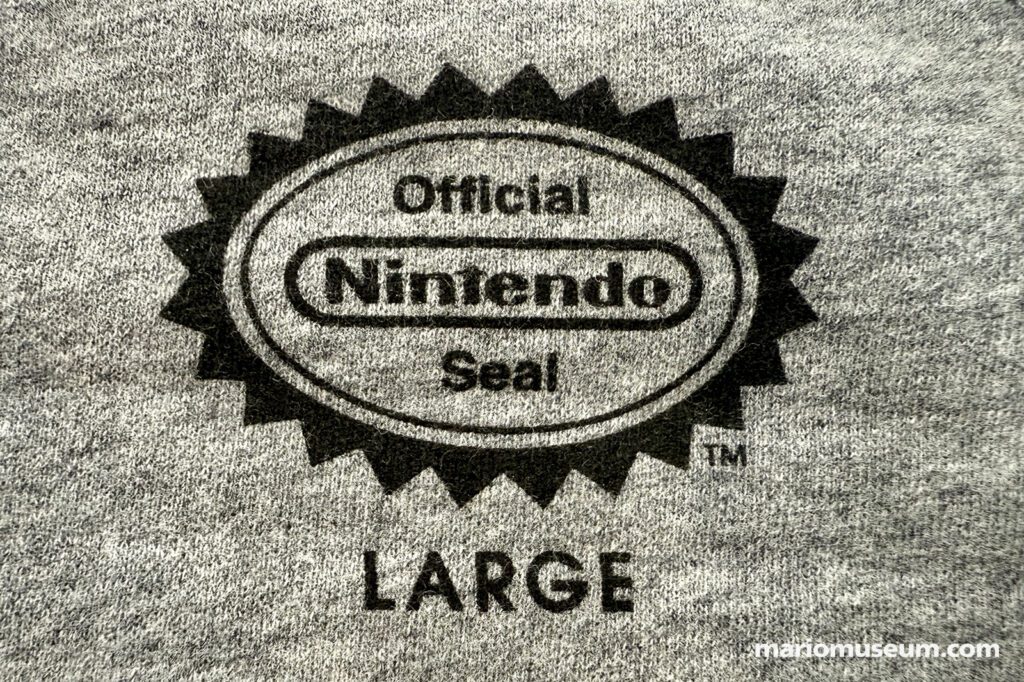 Official
Nintendo
Seal
TM
LARGE
mariomuseum.com